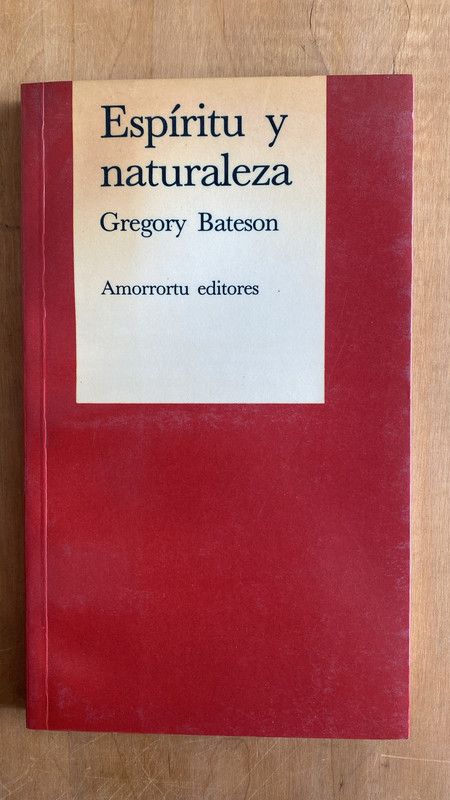 Espíritu y
naturaleza
Gregory Bateson
Amorrortu editores